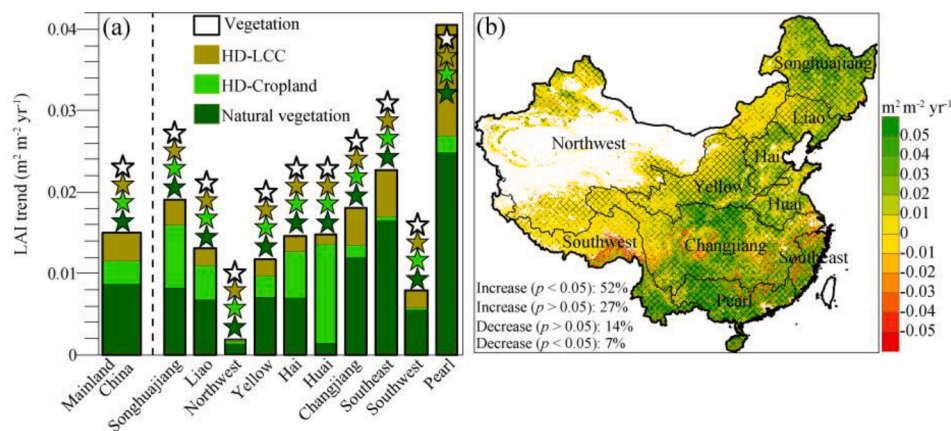 0.04
(a)
Vegetation
HD-LCC
HD-Cropland
Natural vegetation
0.03
0.02
0.01
0
LAI trend (m² m⁻² yr⁻¹)
Mainland
China
Songhuajiang
Liao
Northwest
Yellow
Hai
Huai
Changjiang
Southeast
Southwest
Pearl
(b)
Songhuajiang
Liao
Northwest
Hai
Yellow
Huai
Southwest
Changjiang
Southeast
Pearl
Increase (p < 0.05): 52%
Increase (p > 0.05): 27%
Decrease (p > 0.05): 14%
Decrease (p < 0.05): 7%
m² m⁻² yr⁻¹
0.05
0.04
0.03
0.02
0.01
0
-0.01
-0.02
-0.03
-0.04
-0.05